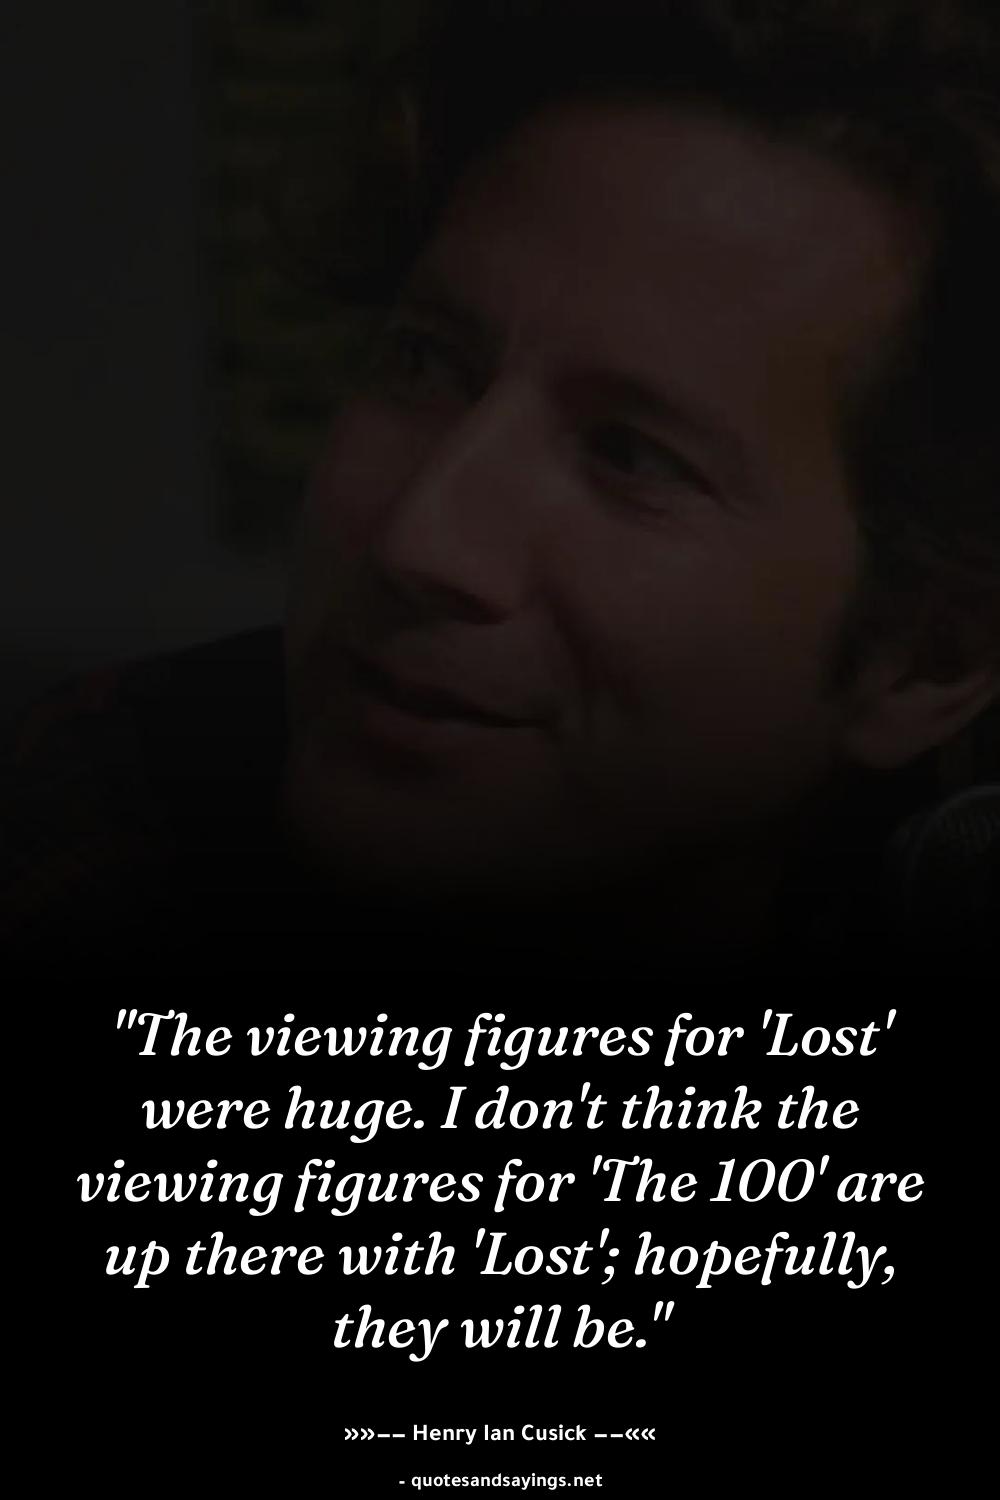 "The viewing figures for 'Lost'
were huge. I don't think the
viewing figures for 'The 100' are
up there with 'Lost'; hopefully,
they will be."
»»–– Henry Ian Cusick ––««
- quotesandsayings.net